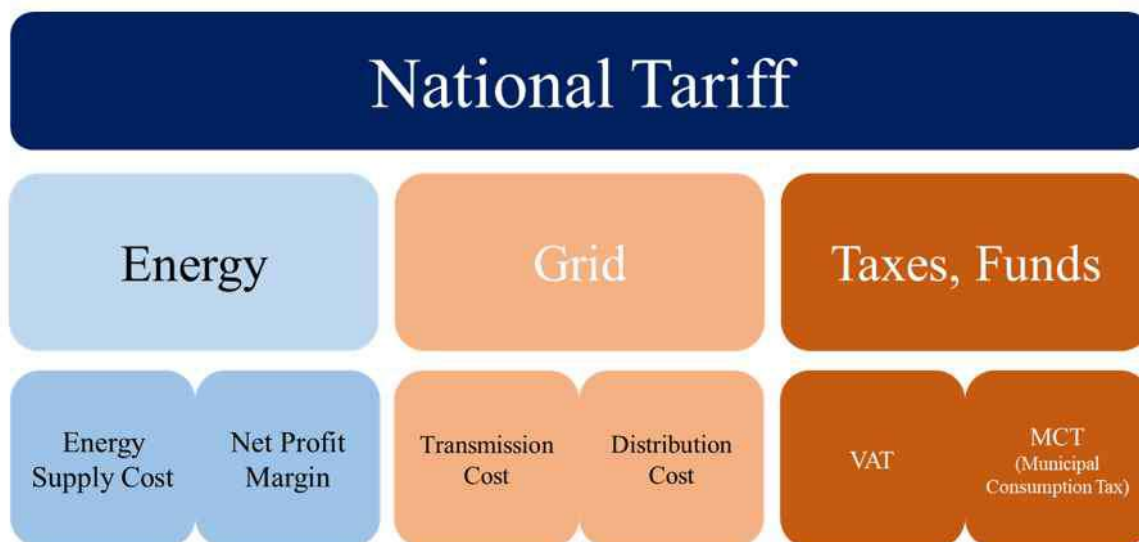 National Tariff
Energy
Grid
Taxes, Funds
Energy
Supply Cost
Net Profit
Margin
Transmission
Cost
Distribution
Cost
VAT
MCT
(Municipal
Consumption Tax)